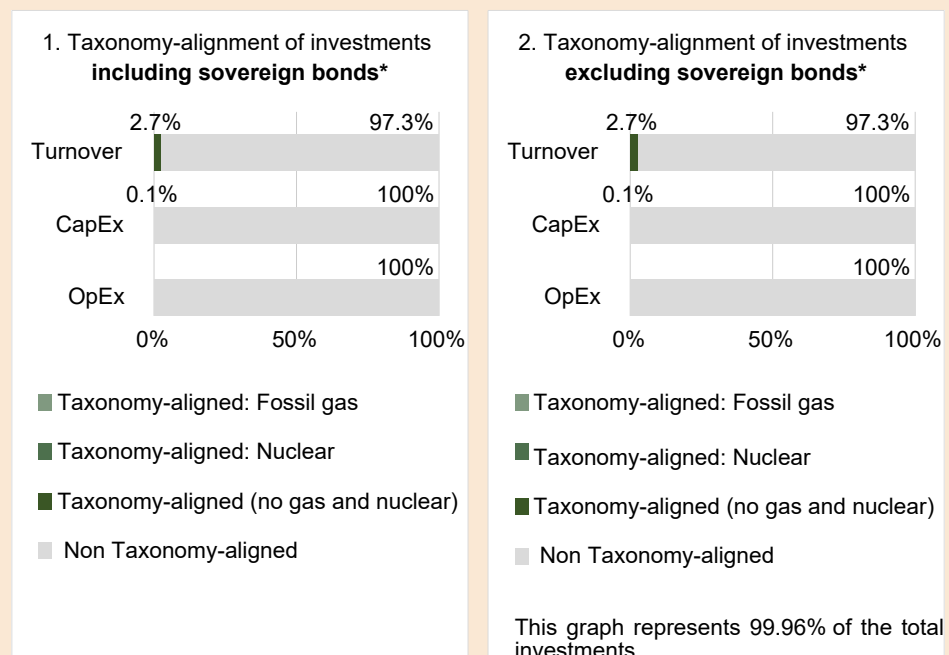 1. Taxonomy-alignment of investments
including sovereign bonds*
2.7% 97.3%
Turnover
0.1% 100%
CapEx
100%
OpEx
0% 50% 100%
Taxonomy-aligned: Fossil gas
Taxonomy-aligned: Nuclear
Taxonomy-aligned (no gas and nuclear)
Non Taxonomy-aligned
2. Taxonomy-alignment of investments
excluding sovereign bonds*
2.7% 97.3%
Turnover
0.1% 100%
CapEx
100%
OpEx
0% 50% 100%
Taxonomy-aligned: Fossil gas
Taxonomy-aligned: Nuclear
Taxonomy-aligned (no gas and nuclear)
Non Taxonomy-aligned
This graph represents 99.96% of the total
investments